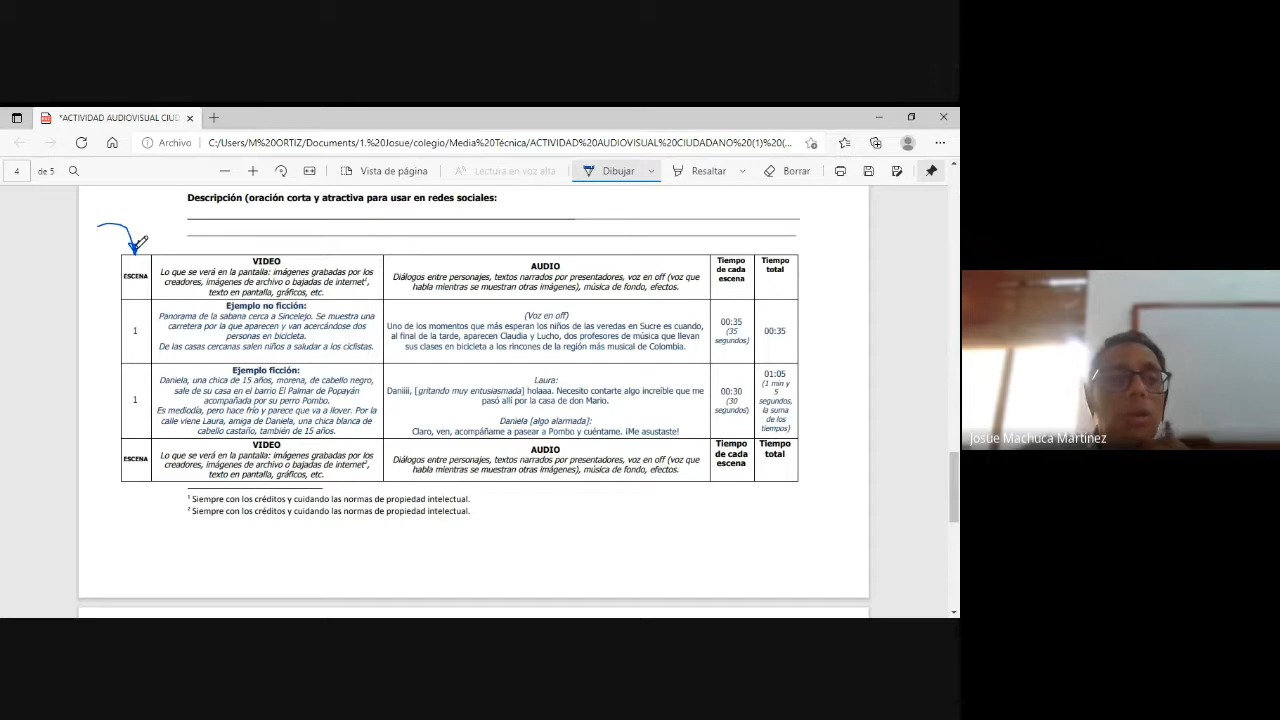 *ACTIVIDAD AUDIOVISUAL CIUD
Archivo C:/Users/M%20ORTIZ/Documents/1.Josue/colegio/Media%20Técnica/ACTIVIDAD%20AUDIOVISUAL%20CIUDADANO%20(1)%20(...
4 de 5 Vista de página Lectura en voz alta Dibujar Resaltar Borrar
Descripción (oración corta y atractiva para usar en redes sociales:
ESCENA
VIDEO
Lo que se verá en la pantalla: imágenes grabadas por los
creadores, imágenes de archivo o bajadas de internet1,
texto en pantalla, gráficos, etc.
AUDIO
Diálogos entre personajes, textos narrados por presentadores, voz en off (voz que
habla mientras se muestran otras imágenes), música de fondo, efectos.
Tiempo
de cada
escena
Tiempo
total
1
Ejemplo no ficción:
Panorama de la sabana cerca a Sincelejo. Se muestra una
carretera por la que aparecen y van acercándose dos
personas en bicicleta.
De las casas cercanas salen niños a saludar a los ciclistas.
(Voz en off)
Uno de los momentos que más esperan los niños de las veredas en Sucre es cuando,
al final de la tarde, aparecen Claudia y Lucho, dos profesores de música que llevan
sus clases en bicicleta a los rincones de la región más musical de Colombia.
00:35
(35
segundos)
00:35
1
Ejemplo ficción:
Daniela, una chica de 15 años, morena, de cabello negro,
sale de su casa en el barrio El Palmar de Popayán
acompañada por su perro Pombo.
Es mediodía, pero hace frío y parece que va a llover. Por la
calle viene Laura, amiga de Daniela, una chica blanca de
cabello castaño, también de 15 años.
Laura:
Daniiii, [gritando muy entusiasmada] holaaa. Necesito contarte algo increíble que me
pasó allí por la casa de don Mario.
Daniela [algo alarmada]:
Claro, ven, acompáñame a pasear a Pombo y cuéntame. ¡Me asustaste!
00:30
(30
segundos)
01:05
(1 min y
5
segundos,
la suma
de los
tiempos)
ESCENA
VIDEO
Lo que se verá en la pantalla: imágenes grabadas por los
creadores, imágenes de archivo o bajadas de internet2,
texto en pantalla, gráficos, etc.
AUDIO
Diálogos entre personajes, textos narrados por presentadores, voz en off (voz que
habla mientras se muestran otras imágenes), música de fondo, efectos.
Tiempo
de cada
escena
Tiempo
total
1 Siempre con los créditos y cuidando las normas de propiedad intelectual.
2 Siempre con los créditos y cuidando las normas de propiedad intelectual.
Josue Machuca Martinez